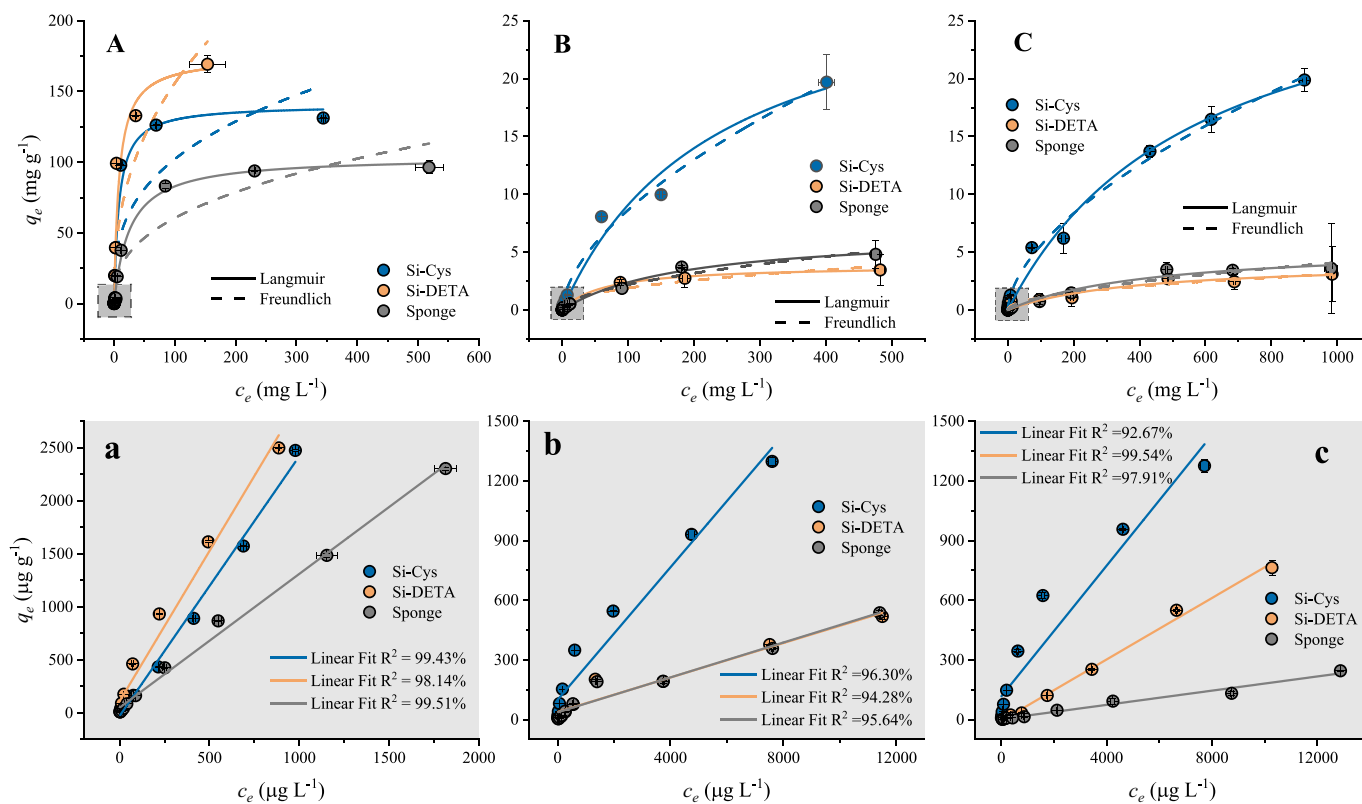 A
200
150
100
50
0
q_e (mg g⁻¹)
Langmuir
Freundlich
Si-Cys
Si-DETA
Sponge
0 100 200 300 400 500 600
c_e (mg L⁻¹)
B
25
20
15
10
5
0
Si-Cys
Si-DETA
Sponge
Langmuir
Freundlich
0 100 200 300 400 500
c_e (mg L⁻¹)
C
25
20
15
10
5
0
Si-Cys
Si-DETA
Sponge
Langmuir
Freundlich
0 200 400 600 800 1000
c_e (mg L⁻¹)
a
2500
2000
1500
1000
500
0
q_e (µg g⁻¹)
Si-Cys
Si-DETA
Sponge
Linear Fit R² = 99.43%
Linear Fit R² = 98.14%
Linear Fit R² = 99.51%
0 500 1000 1500 2000
c_e (µg L⁻¹)
b
1500
1200
900
600
300
0
Si-Cys
Si-DETA
Sponge
Linear Fit R² =96.30%
Linear Fit R² =94.28%
Linear Fit R² =95.64%
0 4000 8000 12000
c_e (µg L⁻¹)
c
1500
1200
900
600
300
0
Linear Fit R² =92.67%
Linear Fit R² =99.54%
Linear Fit R² =97.91%
Si-Cys
Si-DETA
Sponge
0 4000 8000 12000
c_e (µg L⁻¹)